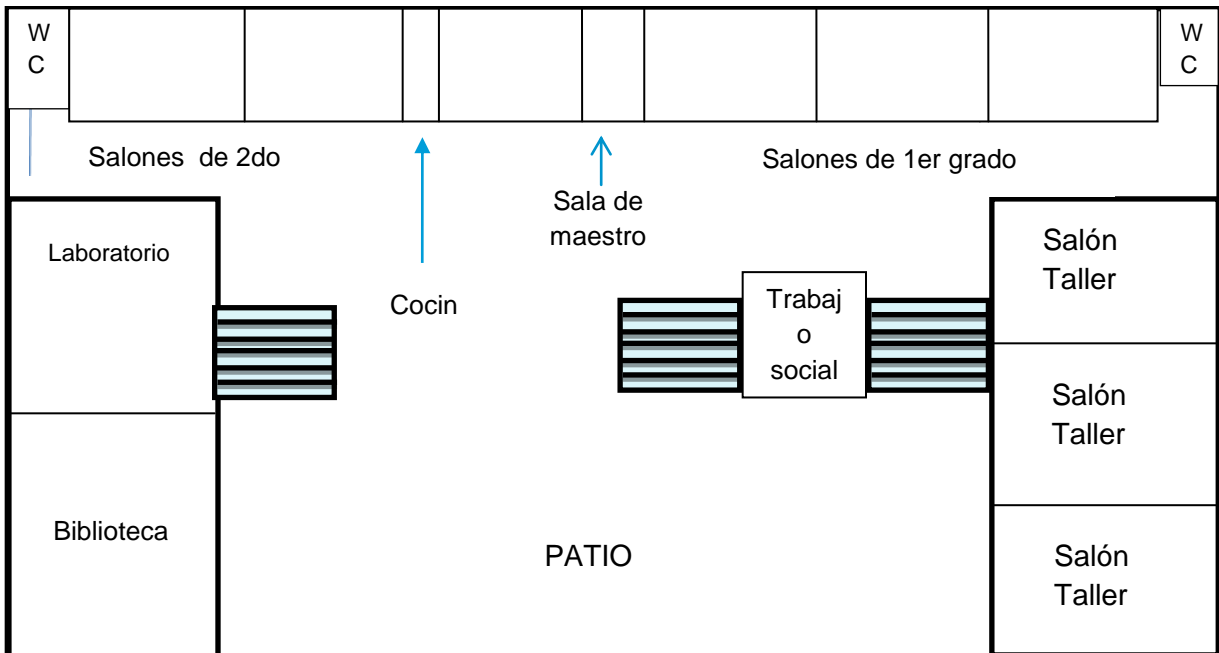 W
C
W
C
Salones de 2do
Salones de 1er grado
Sala de
maestro
Laboratorio
Cocin
Trabaj
o
social
Salón
Taller
Salón
Taller
Biblioteca
PATIO
Salón
Taller